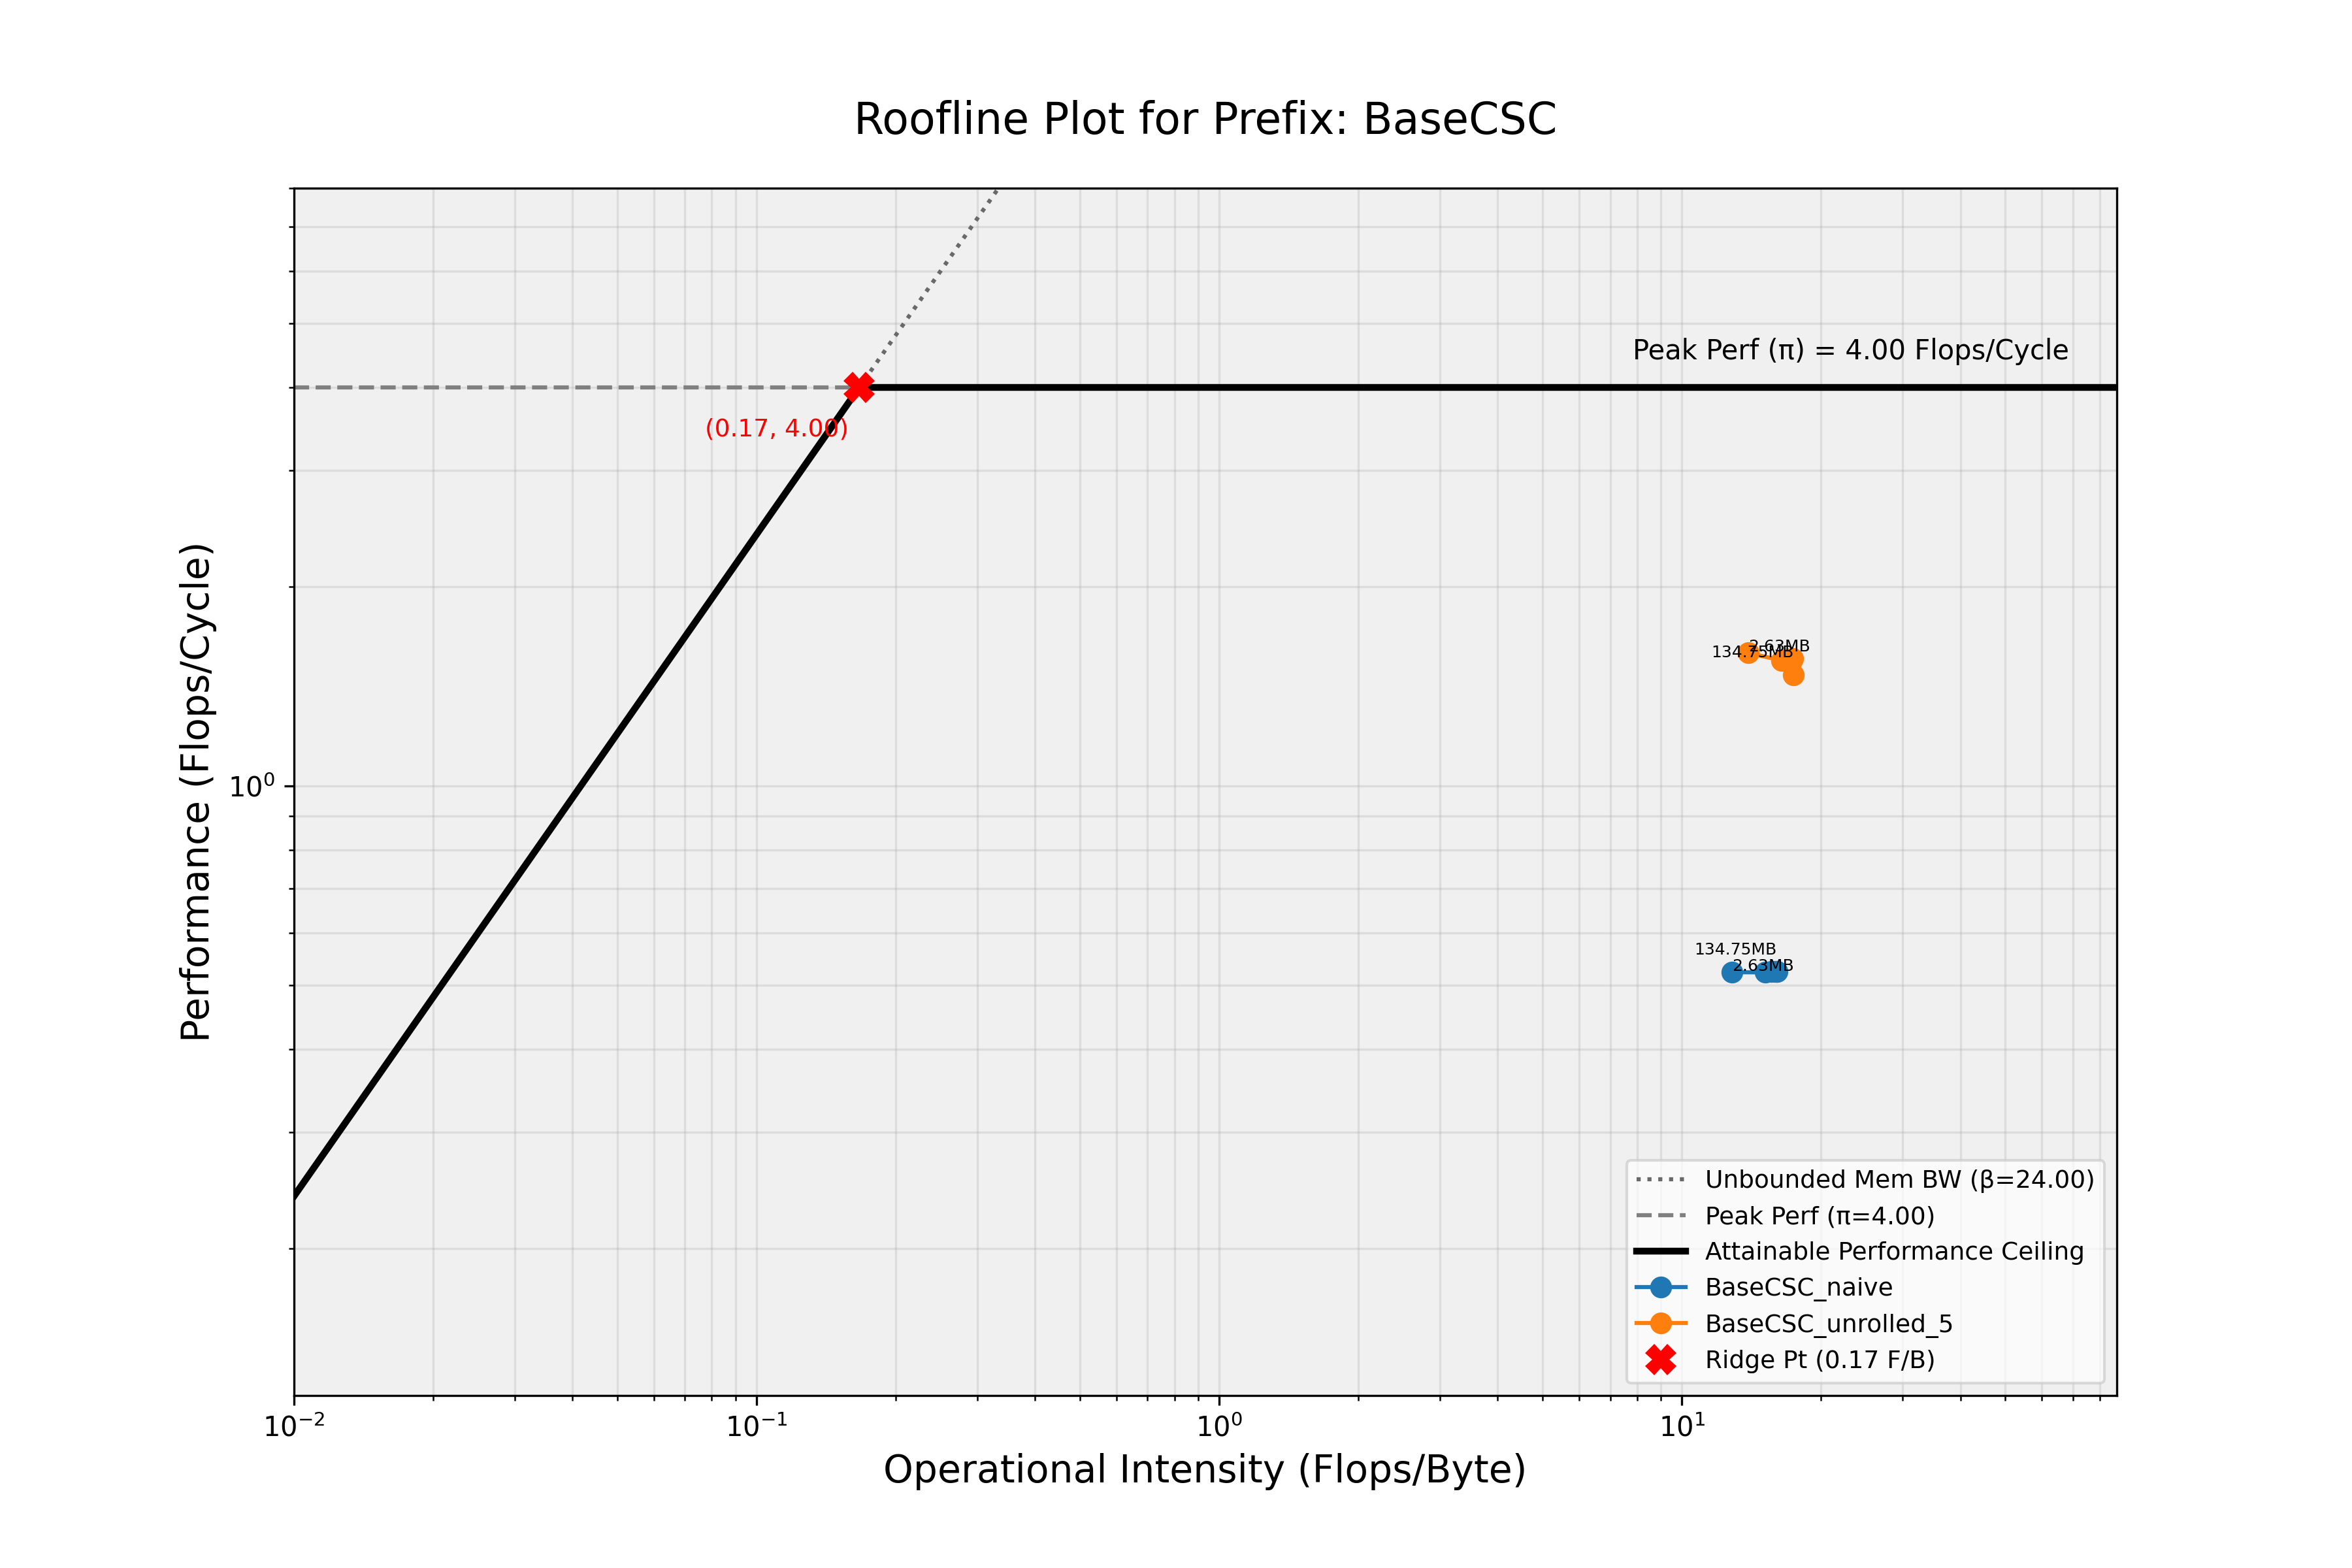 Roofline Plot for Prefix: BaseCSC
Peak Perf (π) = 4.00 Flops/Cycle
(0.17, 4.00)
2.63MB
134.75MB
134.75MB
2.63MB
Performance (Flops/Cycle)
10⁰
Unbounded Mem BW (β=24.00)
Peak Perf (π=4.00)
Attainable Performance Ceiling
BaseCSC_naive
BaseCSC_unrolled_5
Ridge Pt (0.17 F/B)
10⁻² 10⁻¹ 10⁰ 10¹
Operational Intensity (Flops/Byte)